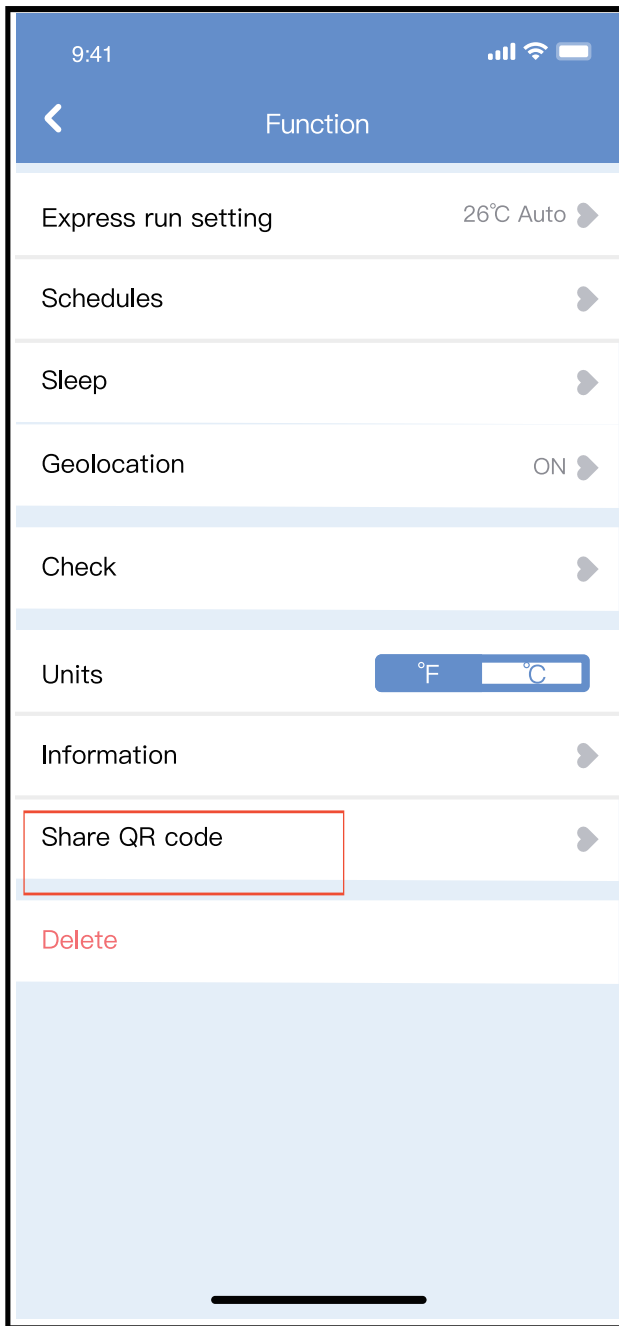 9:41
Function
Express run setting 26℃ Auto
Schedules
Sleep
Geolocation ON
Check
Units ℉ ℃
Information
Share QR code
Delete